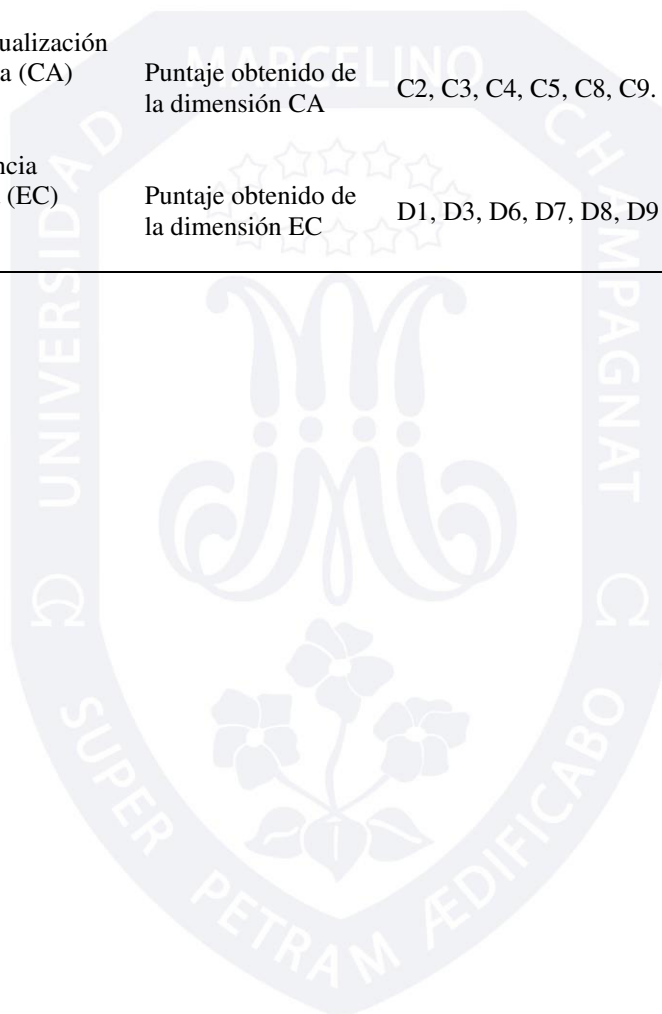 ualización
a (CA)
Puntaje obtenido de
la dimensión CA
C2, C3, C4, C5, C8, C9.
ncia
(EC)
Puntaje obtenido de
la dimensión EC
D1, D3, D6, D7, D8, D9
UNIVERSIDAD MARCELINO CHAMPAGNAT
SUPER PETRAM ÆDIFICABO